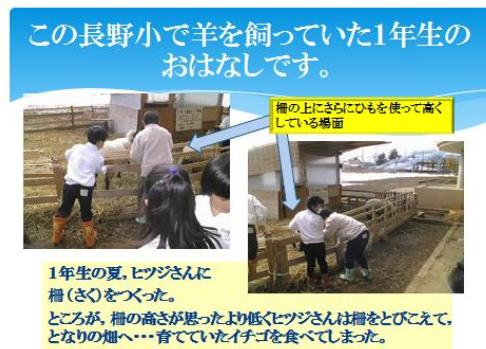 この長野小で羊を飼っていた1年生の
おはなしです。
柵の上にさらにひもを使って高く
している場面
1年生の夏，ヒツジさんに
柵（さく）をつくった。
ところが，柵の高さが思ったより低くヒツジさんは柵をとびこえて，
となりの畑へ・・・育てていたイチゴを食べてしまった。